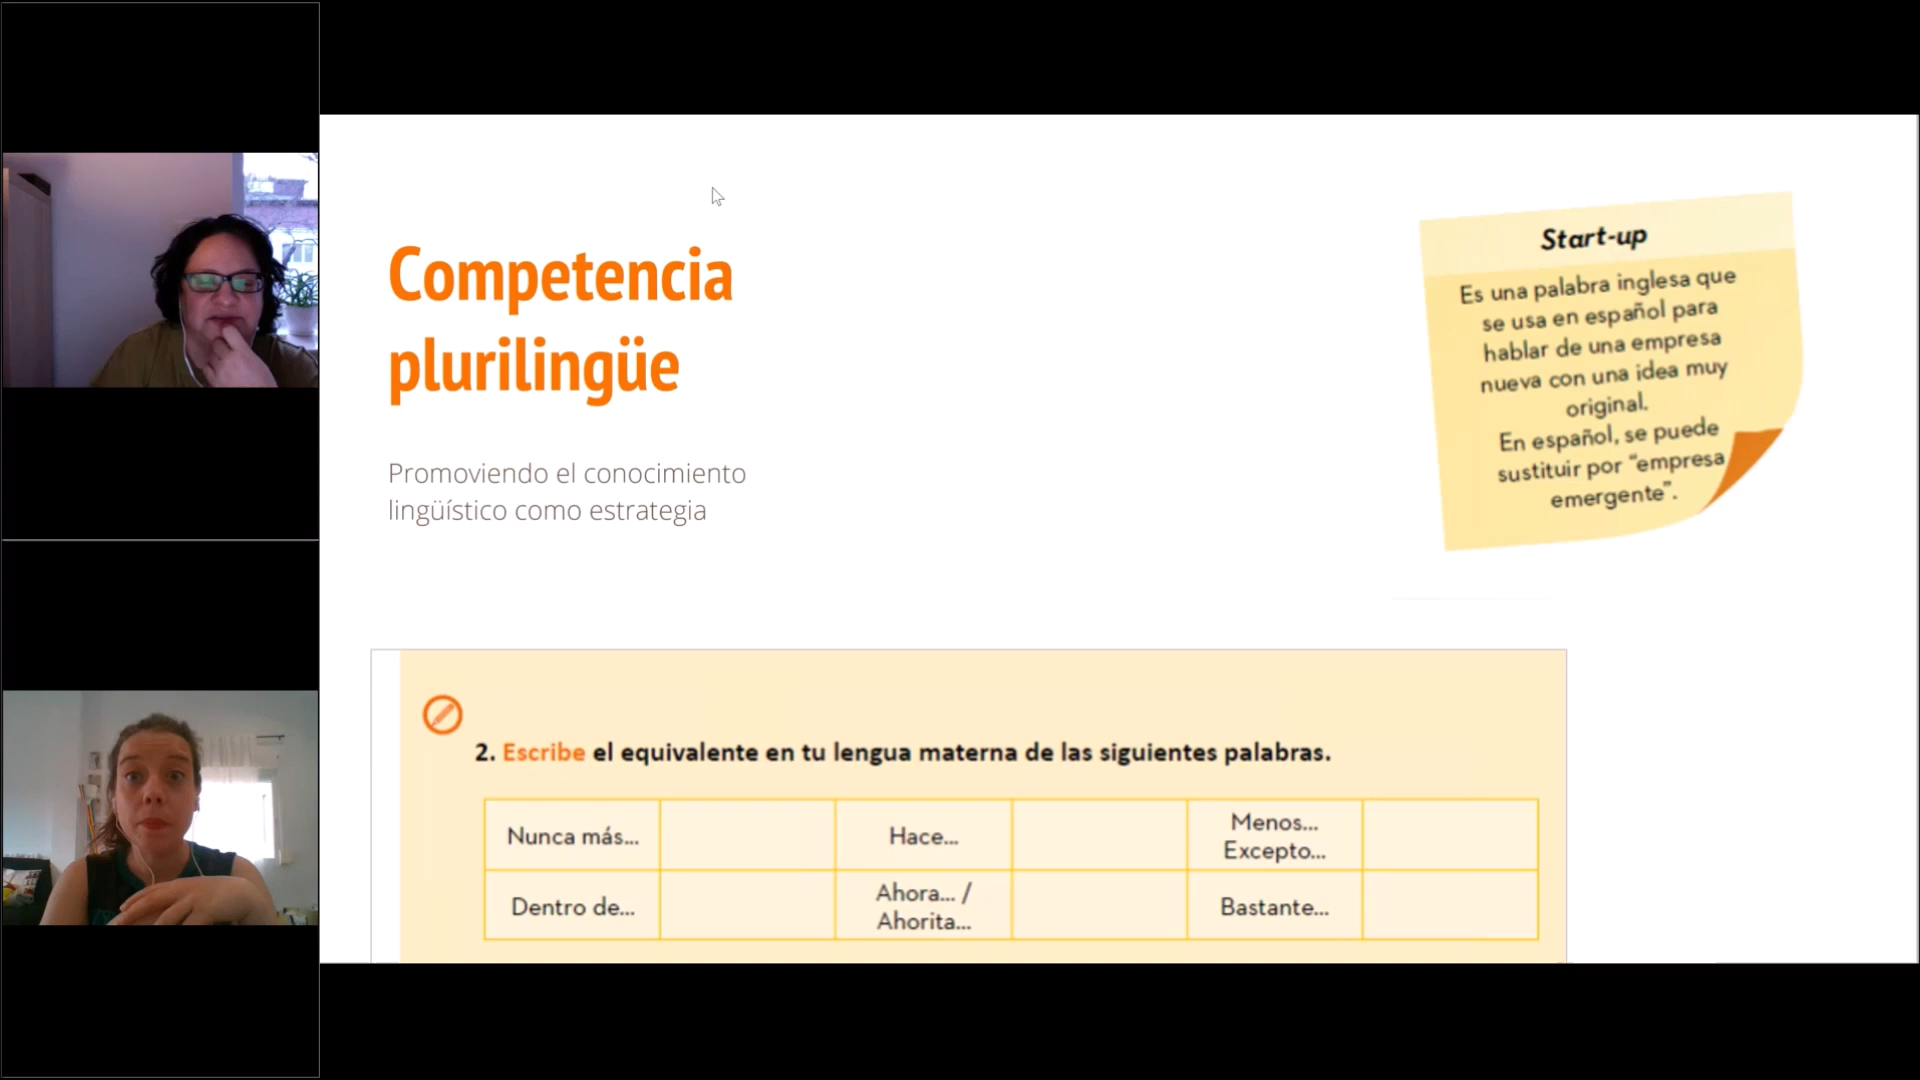 Competencia
plurilingüe
Promoviendo el conocimiento
lingüístico como estrategia
Start-up
Es una palabra inglesa que
se usa en español para
hablar de una empresa
nueva con una idea muy
original.
En español, se puede
sustituir por “empresa
emergente”.
2. Escribe el equivalente en tu lengua materna de las siguientes palabras.
Nunca más...
Hace...
Menos...
Excepto...
Dentro de...
Ahora... /
Ahorita...
Bastante...